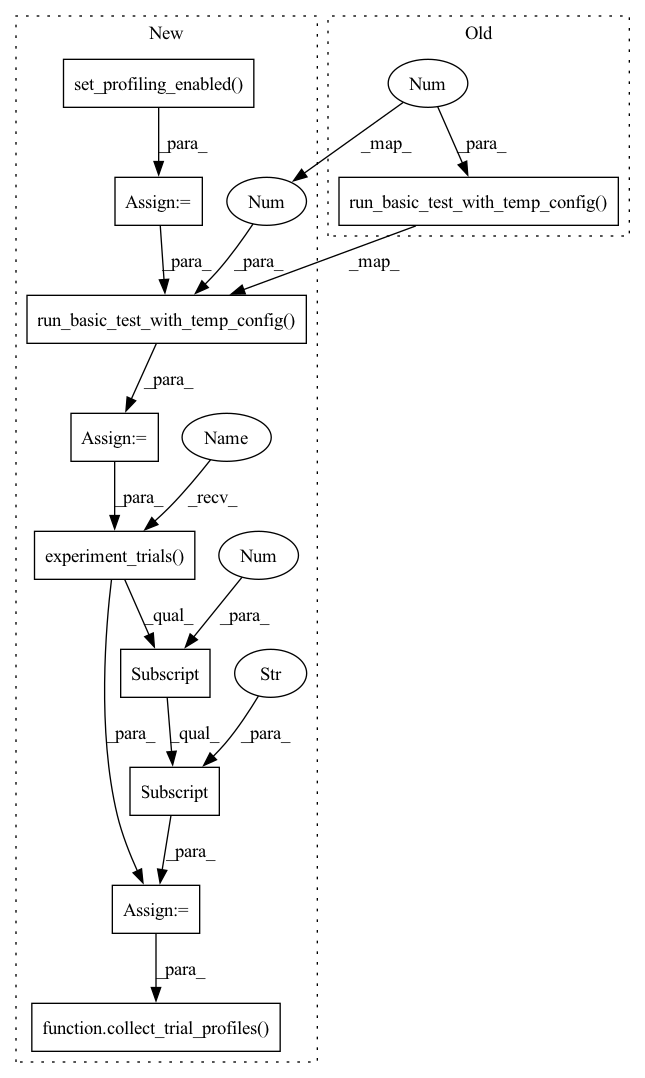 New
Old
set_profiling_enabled()
Num
_para_
_map_
_para_
Assign:=
Num
run_basic_test_with_temp_config()
_para_
_para_
_map_
run_basic_test_with_temp_config()
_para_
Assign:=
Name
_para_
_recv_
experiment_trials()
Num
_qual_
_para_
Subscript
Str
_para_
_qual_
_para_
Subscript
_para_
Assign:=
_para_
function.collect_trial_profiles()